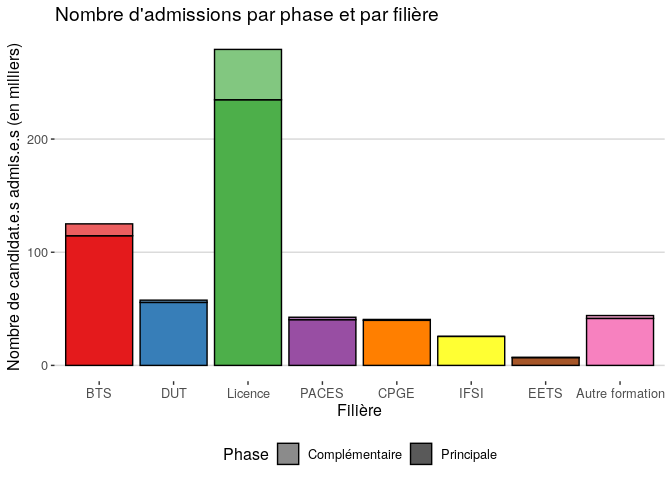 Nombre d'admissions par phase et par filière
Nombre de candidat.e.s admis.e.s (en milliers)
200
100
0
BTS DUT Licence PACES CPGE IFSI EETS Autre formation
Filière
Phase Complémentaire Principale